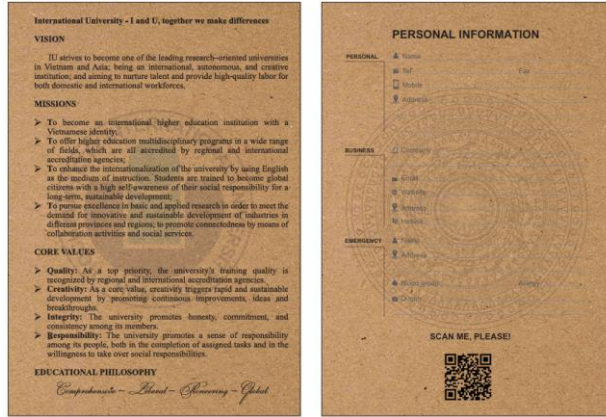 International University - I and U, together we make differences
VISION
IU strives to become one of the leading research-oriented universities
in Vietnam and Asia; being an international, autonomous, and creative
institution; and aiming to nurture talent and provide high-quality labor for
both domestic and international workforces.
MISSIONS
➢ To become an international higher education institution with a
Vietnamese identity;
➢ To offer higher education multidisciplinary programs in a wide range
of fields, which are all accredited by regional and international
accreditation agencies;
➢ To enhance the internationalization of the university by using English
as the medium of instruction. Students are trained to become global
citizens with a high self-awareness of their social responsibility for a
long-term, sustainable development;
➢ To pursue excellence in basic and applied research in order to meet the
demand for innovative and sustainable development of industries in
different provinces and regions; to promote connectedness by means of
collaboration activities and social services.
CORE VALUES
➢ Quality: As a top priority, the university's training quality is
recognized by regional and international accreditation agencies.
➢ Creativity: As a core value, creativity triggers rapid and sustainable
development by promoting continuous improvements, ideas and
breakthroughs.
➢ Integrity: The university promotes honesty, commitment, and
consistency among its members.
➢ Responsibility: The university promotes a sense of responsibility
among its people, both in the completion of assigned tasks and in the
willingness to take over social responsibilities.
EDUCATIONAL PHILOSOPHY
Comprehensive – Liberal – Pioneering – Global
PERSONAL INFORMATION
PERSONAL
Name
Tel Fax
Mobile
Address
BUSINESS
Company
Email
Website
Address
EMERGENCY
Name
Address
Blood group Allergy
Doctor
SCAN ME, PLEASE!